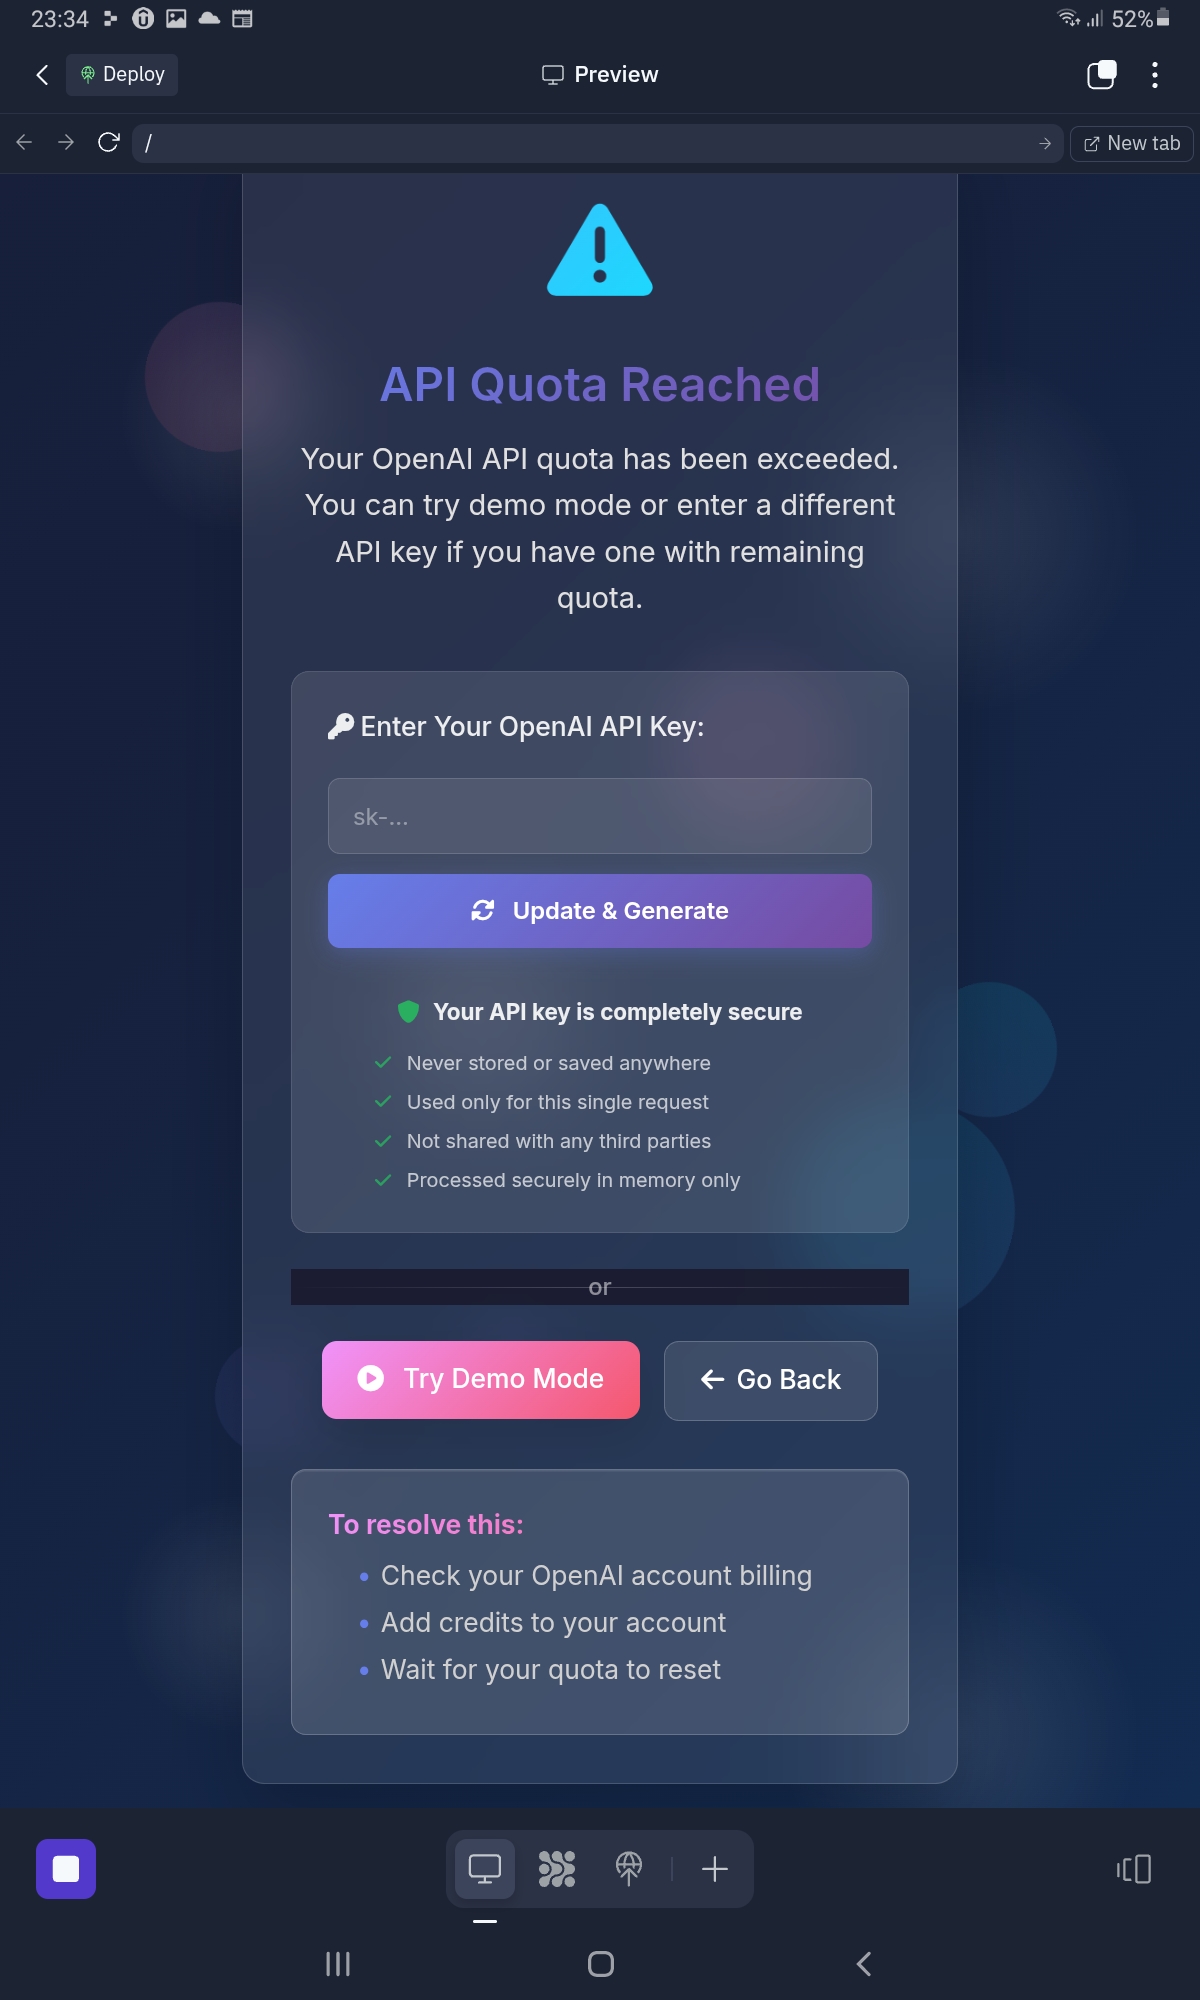 23:34
52%
Deploy
Preview
/
New tab
API Quota Reached
Your OpenAI API quota has been exceeded.
You can try demo mode or enter a different
API key if you have one with remaining
quota.
Enter Your OpenAI API Key:
sk-...
Update & Generate
Your API key is completely secure
Never stored or saved anywhere
Used only for this single request
Not shared with any third parties
Processed securely in memory only
or
Try Demo Mode
Go Back
To resolve this:
• Check your OpenAI account billing
• Add credits to your account
• Wait for your quota to reset